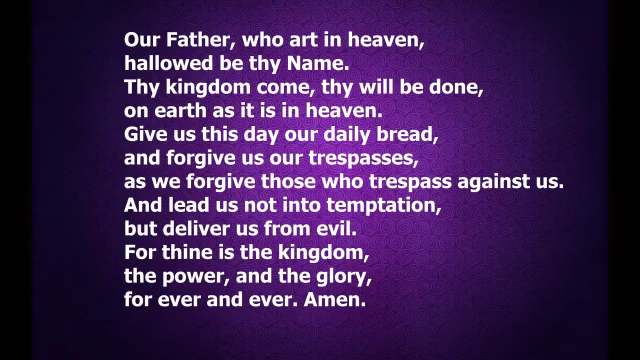 Our Father, who art in heaven,
hallowed be thy Name.
Thy kingdom come, thy will be done,
on earth as it is in heaven.
Give us this day our daily bread,
and forgive us our trespasses,
as we forgive those who trespass against us.
And lead us not into temptation,
but deliver us from evil.
For thine is the kingdom,
the power, and the glory,
for ever and ever. Amen.